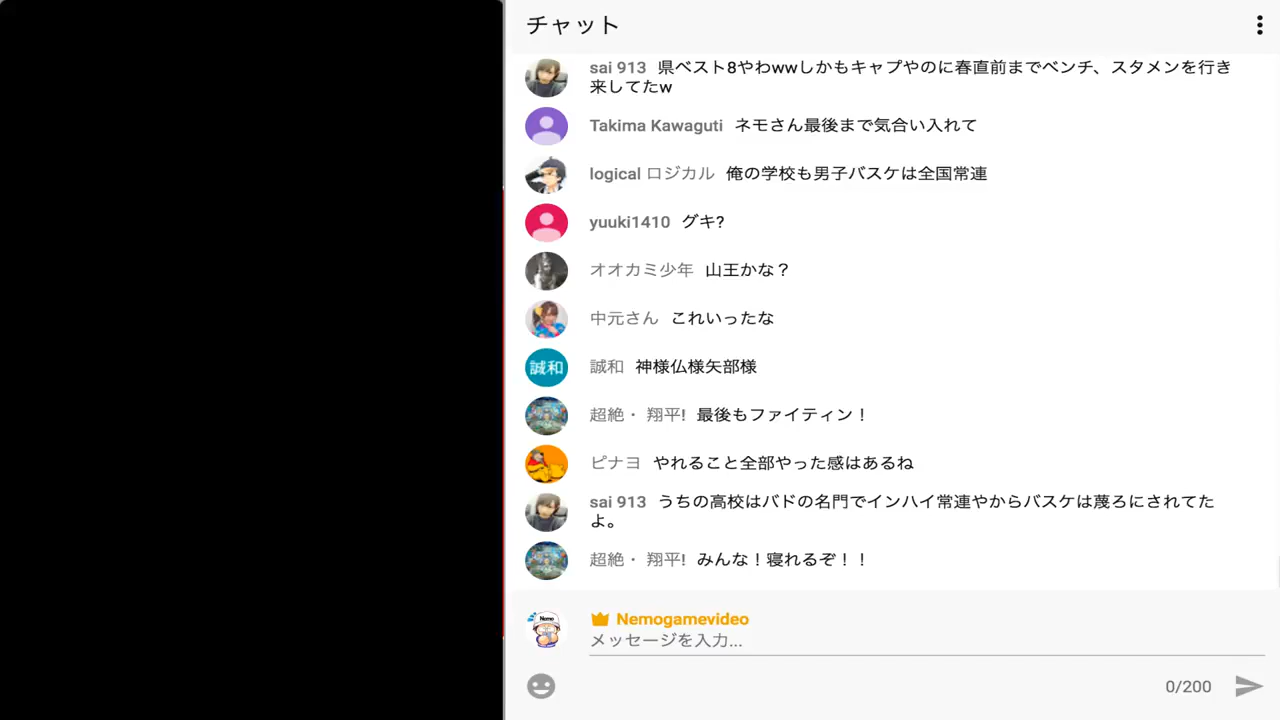 チャット
sai 913 県ベスト8やわwwしかもキャプやのに春直前までベンチ、スタメンを行き
来してたw
Takima Kawaguti ネモさん最後まで気合い入れて
logical ロジカル 俺の学校も男子バスケは全国常連
yuuki1410 グキ?
オオカミ少年 山王かな？
中元さん これいったな
誠和 誠和 神様仏様矢部様
超絶・ 翔平! 最後もファイティン！
ピナヨ やれること全部やった感はあるね
sai 913 うちの高校はバドの名門でインハイ常連やからバスケは蔑ろにされてた
よ。
超絶・ 翔平! みんな！寝れるぞ！！
Nemo Nemogamevideo
メッセージを入力...
0/200